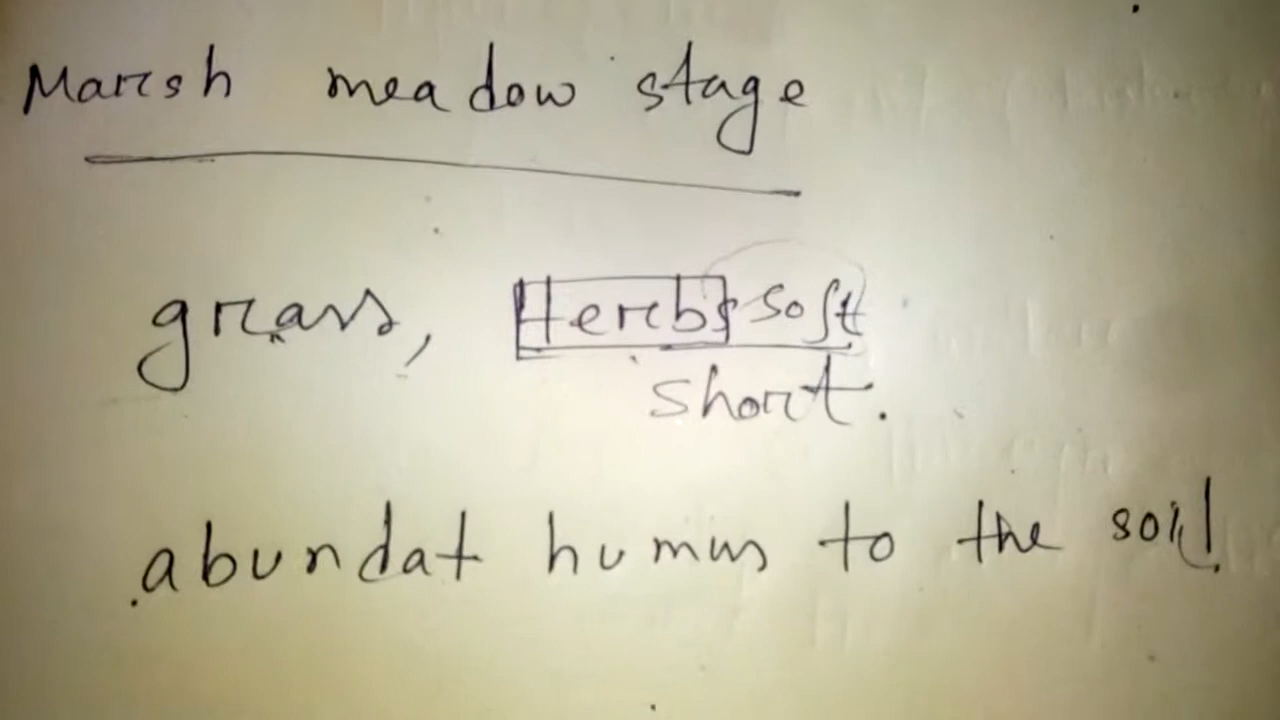 Marsh meadow stage
grass, Herbs soft
short.
abundat humus to the soil